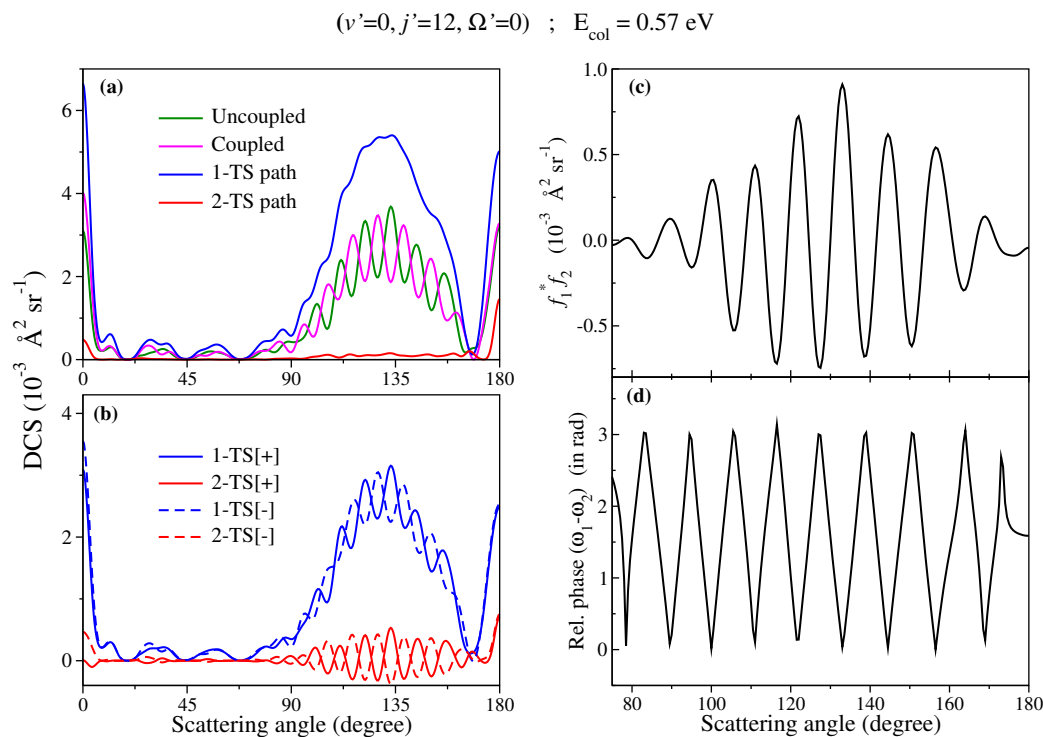 (v’=0, j’=12, Ω’=0) ; E_col = 0.57 eV
(a)
Uncoupled
Coupled
1-TS path
2-TS path
6
4
2
0
0 45 90 135 180
(b)
1-TS[+]
2-TS[+]
1-TS[-]
2-TS[-]
4
2
0
0 45 90 135 180
Scattering angle (degree)
DCS (10⁻³ Å² sr⁻¹)
(c)
1.0
0.5
0.0
-0.5
f₁* f₂ (10⁻³ Å² sr⁻¹)
(d)
3
2
1
0
Rel. phase (ω₁-ω₂) (in rad)
80 100 120 140 160 180
Scattering angle (degree)